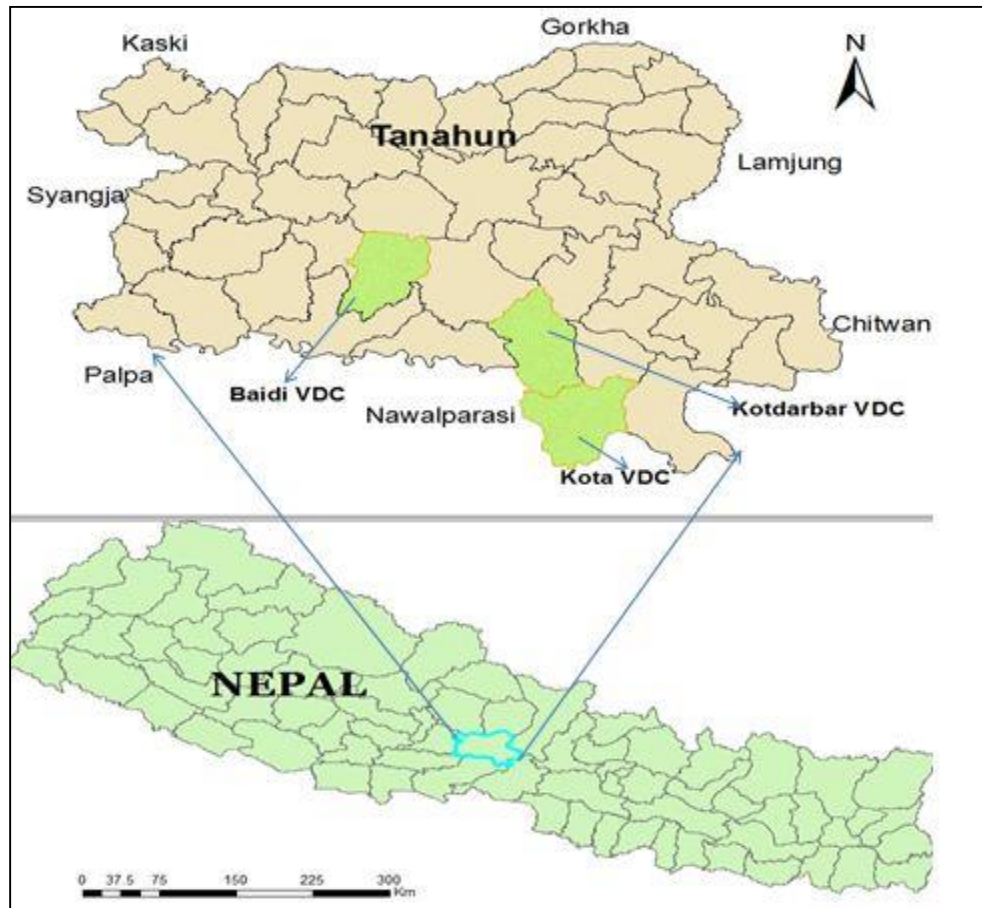 Kaski
Gorkha
N
Tanahun
Lamjung
Syangja
Chitwan
Palpa
Baidi VDC
Nawalparasi
Kotdarbar VDC
Kota VDC
NEPAL
0 37.5 75 150 225 300
Km